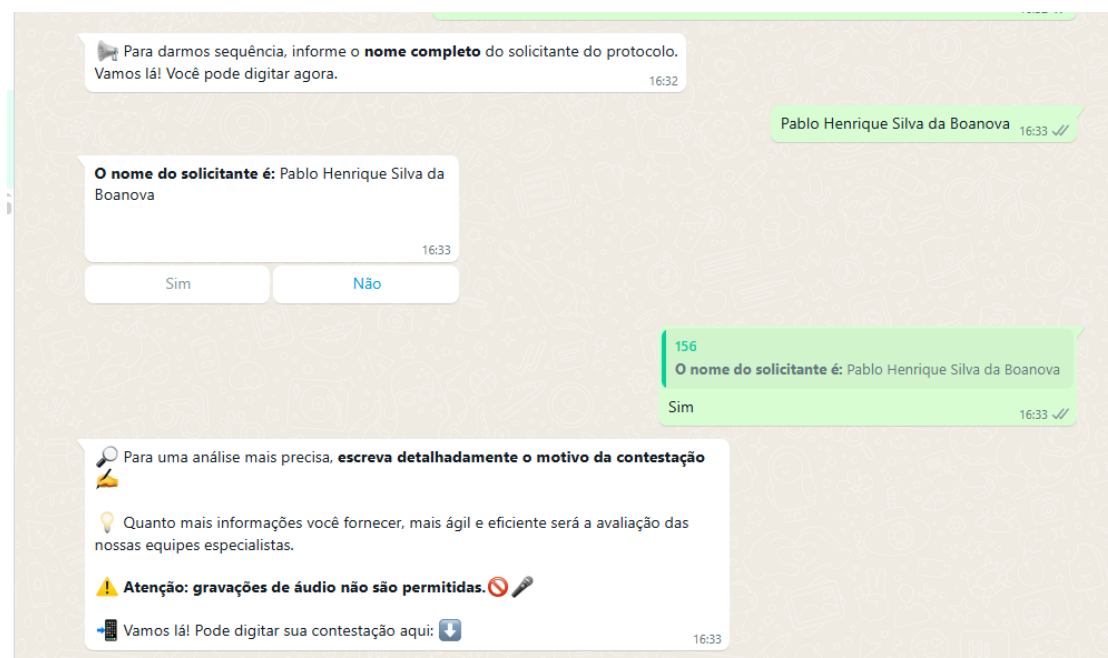 Para darmos sequência, informe o nome completo do solicitante do protocolo.
Vamos lá! Você pode digitar agora.
16:32
Pablo Henrique Silva da Boanova
16:33
O nome do solicitante é: Pablo Henrique Silva da
Boanova
16:33
Sim
Não
156
O nome do solicitante é: Pablo Henrique Silva da Boanova
Sim
16:33
Para uma análise mais precisa, escreva detalhadamente o motivo da contestação
Quanto mais informações você fornecer, mais ágil e eficiente será a avaliação das
nossas equipes especialistas.
Atenção: gravações de áudio não são permitidas.
Vamos lá! Pode digitar sua contestação aqui:
16:33